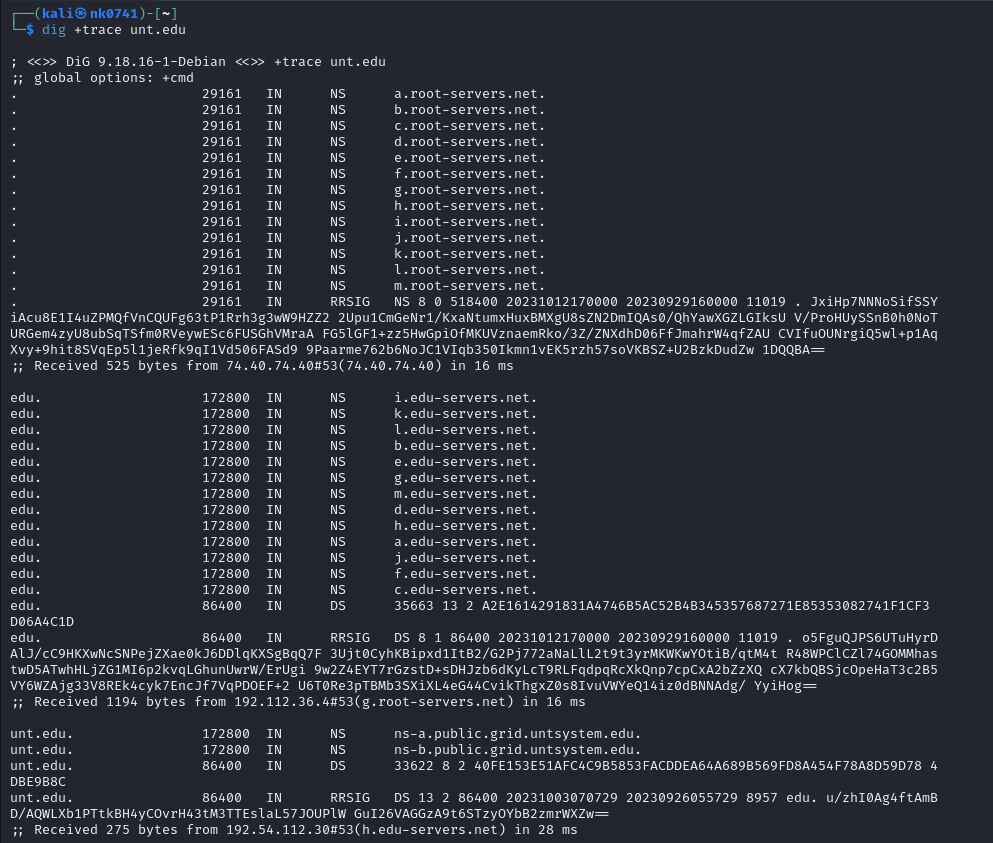 ┌──(kali㉿nk0741)-[~]
└─$ dig +trace unt.edu

; <<>> DiG 9.18.16-1-Debian <<>> +trace unt.edu
;; global options: +cmd
.                       29161   IN      NS      a.root-servers.net.
.                       29161   IN      NS      b.root-servers.net.
.                       29161   IN      NS      c.root-servers.net.
.                       29161   IN      NS      d.root-servers.net.
.                       29161   IN      NS      e.root-servers.net.
.                       29161   IN      NS      f.root-servers.net.
.                       29161   IN      NS      g.root-servers.net.
.                       29161   IN      NS      h.root-servers.net.
.                       29161   IN      NS      i.root-servers.net.
.                       29161   IN      NS      j.root-servers.net.
.                       29161   IN      NS      k.root-servers.net.
.                       29161   IN      NS      l.root-servers.net.
.                       29161   IN      NS      m.root-servers.net.
.                       29161   IN      RRSIG   NS 8 0 518400 20231012170000 20230929160000 11019 . JxiHp7NNNoSifSSY
iAcu8E1I4uZPMQfVnCQUFg63tP1Rrh3g3wW9HZZ2 2Upu1CmGeNr1/KxaNtumxHuxBMXgU8sZN2DmIQAs0/QhYawXGZLGIksU V/ProHUySSnB0h0NoT
URGem4zyU8ubSqTSfm0RVeywESc6FUSGhVMraA FG5lGF1+zz5HwGpiOfMKUVznaemRko/3Z/ZNXdhD06FfJmahrW4qfZAU CVIfuOUNrgiQ5wl+p1Aq
Xvy+9hit8SVqEp5l1jeRfk9qI1Vd506FASd9 9Paarme762b6NoJC1VIqb350Ikmn1vEK5rzh57soVKBSZ+U2BzkDudZw 1DQQBA==
;; Received 525 bytes from 74.40.74.40#53(74.40.74.40) in 16 ms

edu.                    172800  IN      NS      i.edu-servers.net.
edu.                    172800  IN      NS      k.edu-servers.net.
edu.                    172800  IN      NS      l.edu-servers.net.
edu.                    172800  IN      NS      b.edu-servers.net.
edu.                    172800  IN      NS      e.edu-servers.net.
edu.                    172800  IN      NS      g.edu-servers.net.
edu.                    172800  IN      NS      m.edu-servers.net.
edu.                    172800  IN      NS      d.edu-servers.net.
edu.                    172800  IN      NS      h.edu-servers.net.
edu.                    172800  IN      NS      a.edu-servers.net.
edu.                    172800  IN      NS      j.edu-servers.net.
edu.                    172800  IN      NS      f.edu-servers.net.
edu.                    172800  IN      NS      c.edu-servers.net.
edu.                    86400   IN      DS      35663 13 2 A2E1614291831A4746B5AC52B4B345357687271E85353082741F1CF3
D06A4C1D
edu.                    86400   IN      RRSIG   DS 8 1 86400 20231012170000 20230929160000 11019 . o5FguQJPS6UTuHyrD
AlJ/cC9HKXwNcSNPejZXae0kJ6DDlqKXSgBqQ7F 3Ujt0CyhKBipxd1ItB2/G2Pj772aNaLlL2t9t3yrMKWKwYOtiB/qtM4t R48WPClCZl74GOMMhas
twD5ATwhHLjZG1MI6p2kvqLGhunUwrW/ErUgi 9w2Z4EYT7rGzstD+sDHJzb6dKyLcT9RLFqdpqRcXkQnp7cpCxA2bZzXQ cX7kbQBSjcOpeHaT3c2B5
VY6WZAjg33V8REk4cyk7EncJf7VqPDOEF+2 U6T0Re3pTBMb3SXiXL4eG44CvikThgxZ0s8IvuVWYeQ14iz0dBNNAdg/ YyiHog==
;; Received 1194 bytes from 192.112.36.4#53(g.root-servers.net) in 16 ms

unt.edu.                172800  IN      NS      ns-a.public.grid.untsystem.edu.
unt.edu.                172800  IN      NS      ns-b.public.grid.untsystem.edu.
unt.edu.                86400   IN      DS      33622 8 2 40FE153E51AFC4C9B5853FACDDEA64A689B569FD8A454F78A8D59D78 4
DBE9B8C
unt.edu.                86400   IN      RRSIG   DS 13 2 86400 20231003070729 20230926055729 8957 edu. u/zhI0Ag4ftAmB
D/AQWLXb1PTtkBH4yCOvrH43tM3TTEslaL57JOUPlW GuI26VAGGzA9t6STzyOYbB2zmrWXZw==
;; Received 275 bytes from 192.54.112.30#53(h.edu-servers.net) in 28 ms